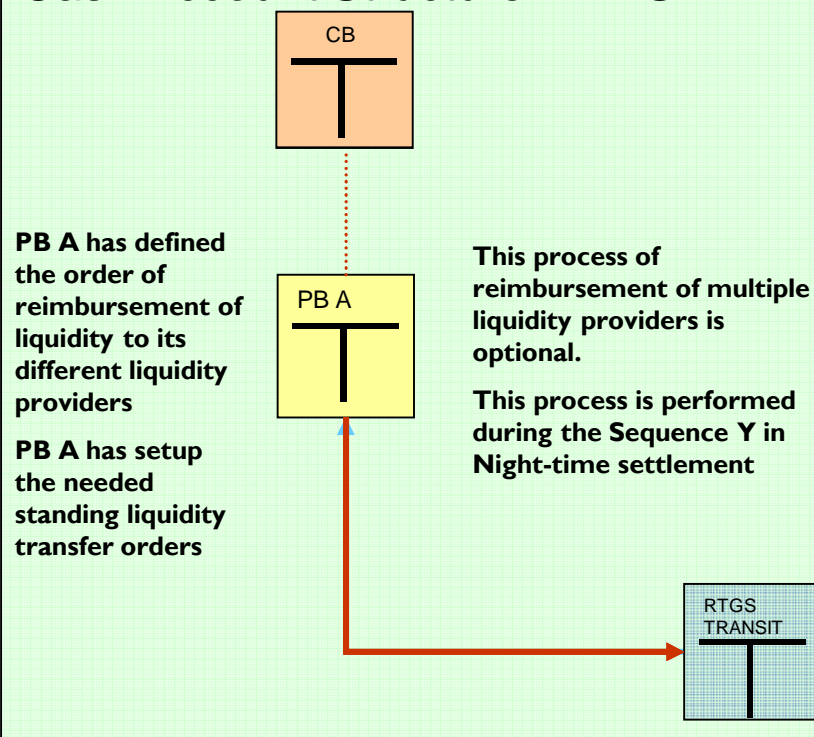 CB
PB A has defined
the order of
reimbursement of
liquidity to its
different liquidity
providers
PB A has setup
the needed
standing liquidity
transfer orders
PB A
This process of
reimbursement of multiple
liquidity providers is
optional.
This process is performed
during the Sequence Y in
Night-time settlement
RTGS
TRANSIT